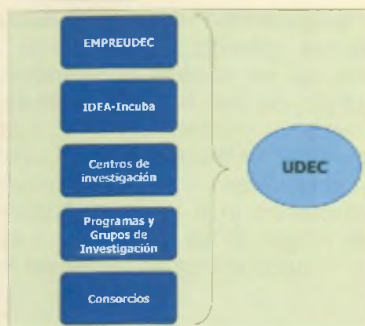 EMPREUDEC
IDEA-Incuba
Centros de
investigación
Programas y
Grupos de
Investigación
Consorcios
UDEC